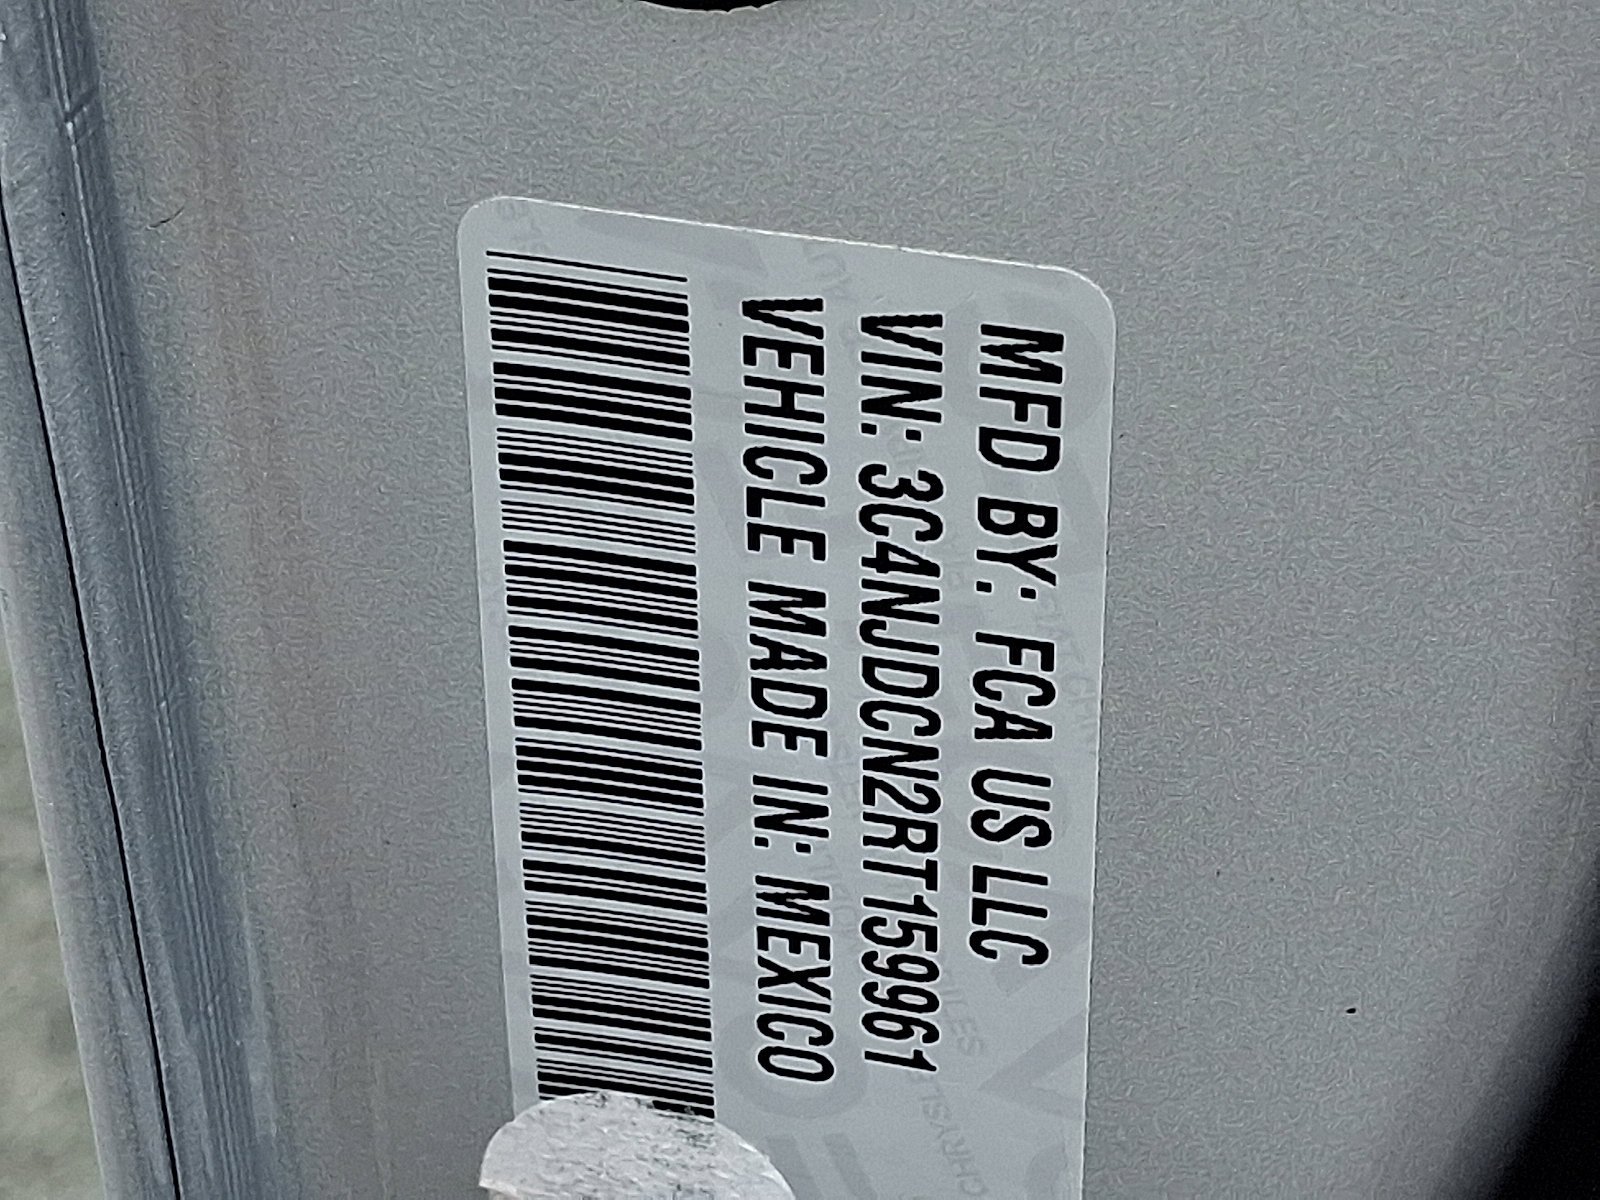 MFD BY: FCA US LLC
VIN: 3C4NJDCN2RT159961
VEHICLE MADE IN: MEXICO